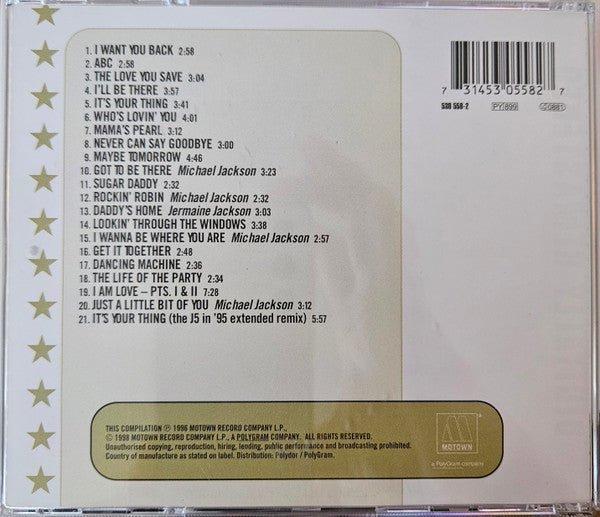 1. I WANT YOU BACK 2:58
2. ABC 2:58
3. THE LOVE YOU SAVE 3:04
4. I'LL BE THERE 3:57
5. IT'S YOUR THING 3:41
6. WHO'S LOVIN' YOU 4:01
7. MAMA'S PEARL 3:12
8. NEVER CAN SAY GOODBYE 3:00
9. MAYBE TOMORROW 4:46
10. GOT TO BE THERE Michael Jackson 3:23
11. SUGAR DADDY 2:32
12. ROCKIN' ROBIN Michael Jackson 2:32
13. DADDY'S HOME Jermaine Jackson 3:03
14. LOOKIN' THROUGH THE WINDOWS 3:38
15. I WANNA BE WHERE YOU ARE Michael Jackson 2:57
16. GET IT TOGETHER 2:48
17. DANCING MACHINE 2:36
18. THE LIFE OF THE PARTY 2:34
19. I AM LOVE – PTS. I & II 7:28
20. JUST A LITTLE BIT OF YOU Michael Jackson 3:12
21. IT'S YOUR THING (the J5 in '95 extended remix) 5:57
7 31453 05582 7
530 558-2 PY 899
THIS COMPILATION ℗ 1996 MOTOWN RECORD COMPANY L.P.,
© 1998 MOTOWN RECORD COMPANY L.P., A POLYGRAM COMPANY. ALL RIGHTS RESERVED.
Unauthorised copying, reproduction, hiring, lending, public performance and broadcasting prohibited.
Country of manufacture as stated on label. Distribution: Polydor / PolyGram.
M
MOTOWN
a PolyGram company